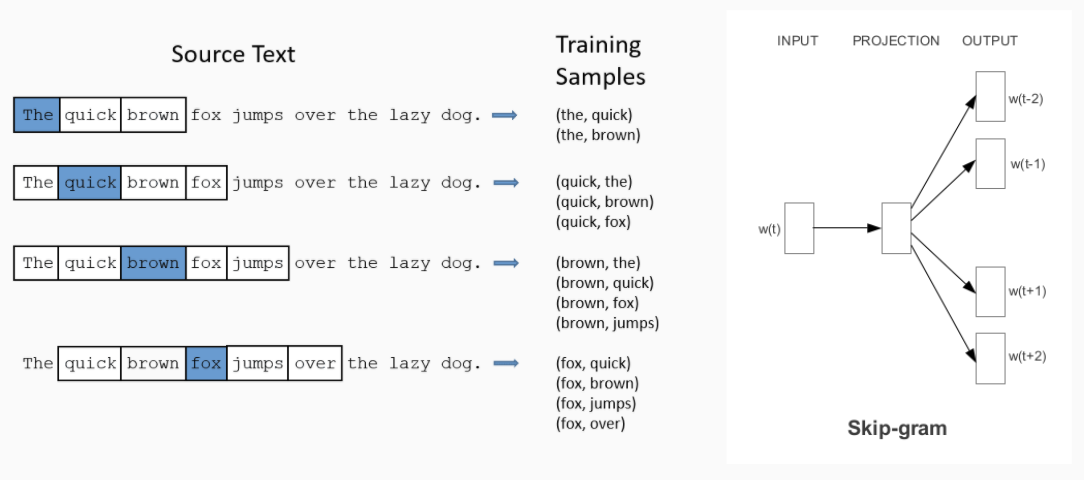 Source Text
Training
Samples
The quick brown fox jumps over the lazy dog.
(the, quick)
(the, brown)
The quick brown fox jumps over the lazy dog.
(quick, the)
(quick, brown)
(quick, fox)
The quick brown fox jumps over the lazy dog.
(brown, the)
(brown, quick)
(brown, fox)
(brown, jumps)
The quick brown fox jumps over the lazy dog.
(fox, quick)
(fox, brown)
(fox, jumps)
(fox, over)
INPUT PROJECTION OUTPUT
w(t-2)
w(t-1)
w(t)
w(t+1)
w(t+2)
Skip-gram